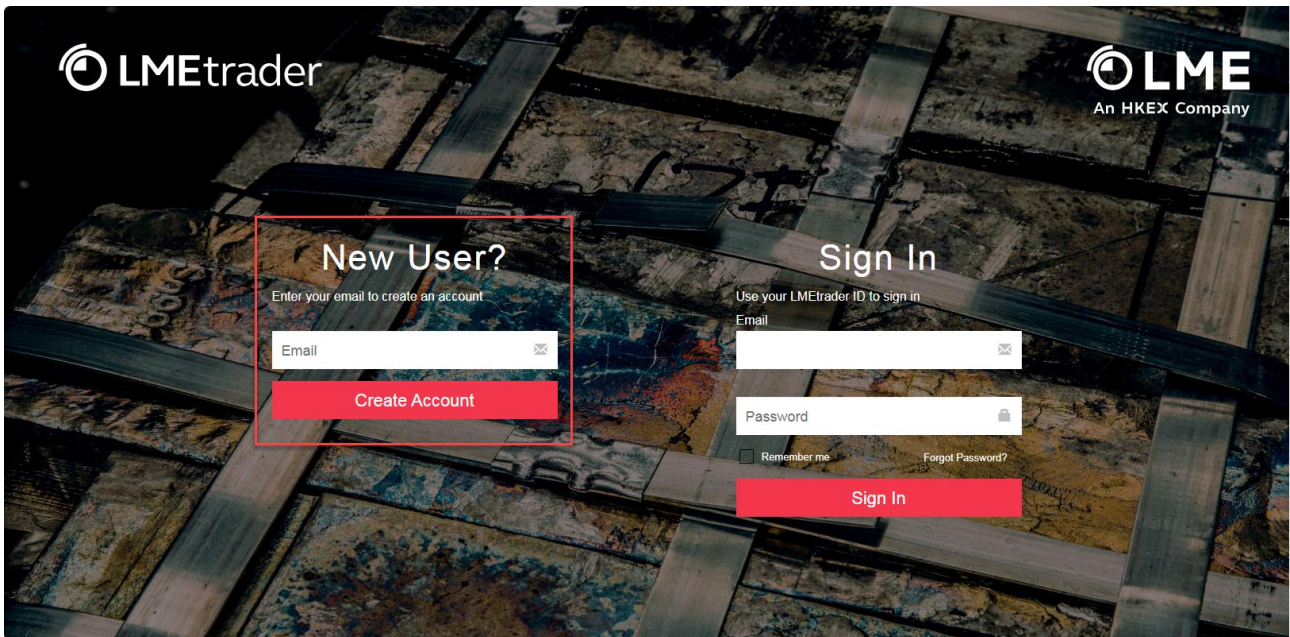 LMEtrader
LME
An HKEX Company
New User?
Enter your email to create an account
Email
Create Account
Sign In
Use your LMEtrader ID to sign in
Email
Password
Remember me
Forgot Password?
Sign In